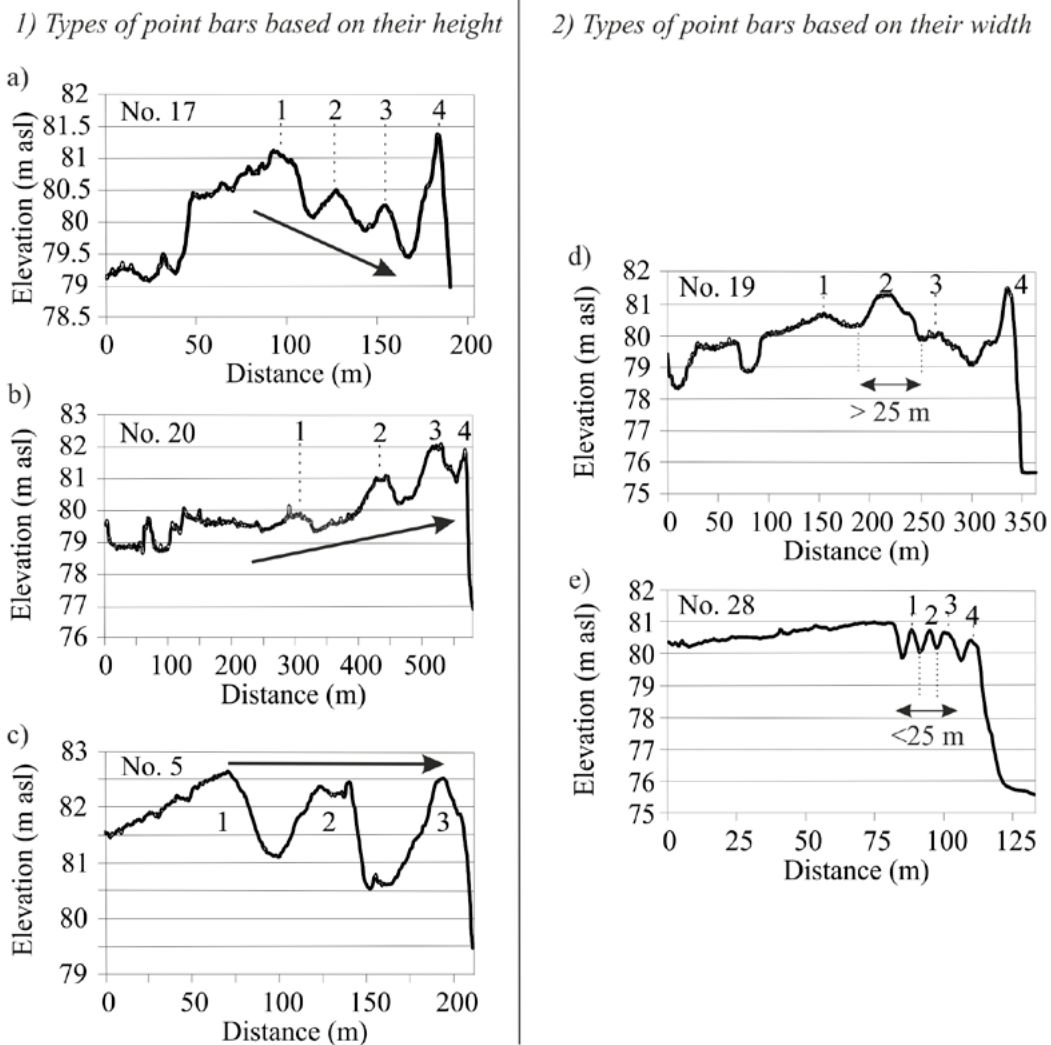 1) Types of point bars based on their height
2) Types of point bars based on their width
a)
Elevation (m asl)
82
81.5
81
80.5
80
79.5
79
78.5
No. 17
1 2 3 4
0 50 100 150 200
Distance (m)
b)
Elevation (m asl)
83
82
81
80
79
78
77
76
No. 20
1 2 3 4
0 100 200 300 400 500
Distance (m)
c)
Elevation (m asl)
83
82
81
80
79
No. 5
1 2 3
0 50 100 150 200
Distance (m)
d)
Elevation (m asl)
82
81
80
79
78
77
76
75
No. 19
1 2 3 4
> 25 m
0 50 100 150 200 250 300 350
Distance (m)
e)
Elevation (m asl)
82
81
80
79
78
77
76
75
No. 28
1 2 3 4
<25 m
0 25 50 75 100 125
Distance (m)